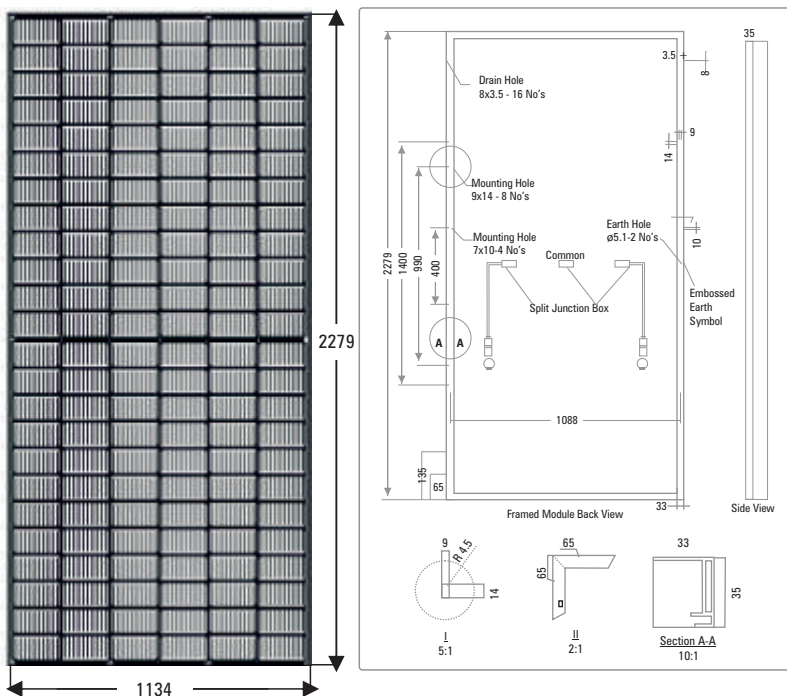 2279
1134
35
3.5
8
Drain Hole
8x3.5 - 16 No's
9
14
Mounting Hole
9x14 - 8 No's
Mounting Hole
7x10-4 No's
Earth Hole
ø5.1-2 No's
10
2279
1400
990
400
Common
Split Junction Box
Embossed
Earth
Symbol
A A
1088
135
65
33
Framed Module Back View
Side View
9
R 4.5
14
I
5:1
65
65
II
2:1
33
35
Section A-A
10:1